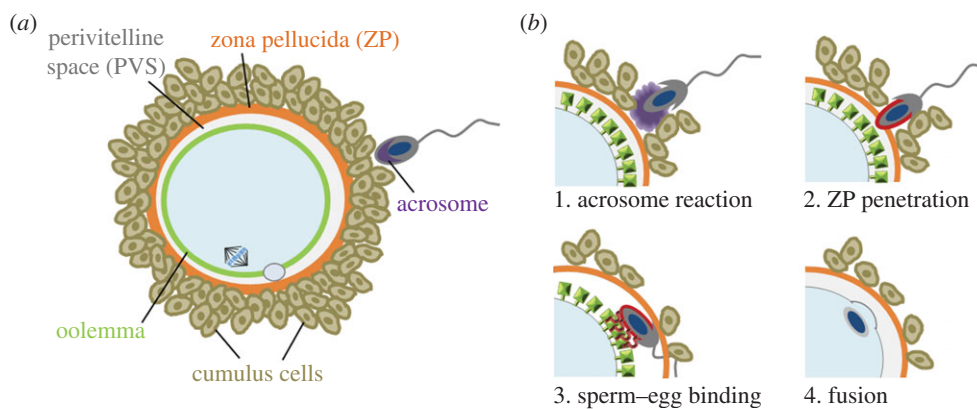 (a)
perivitelline
space (PVS)
zona pellucida (ZP)
acrosome
oolemma
cumulus cells
(b)
1. acrosome reaction
2. ZP penetration
3. sperm–egg binding
4. fusion